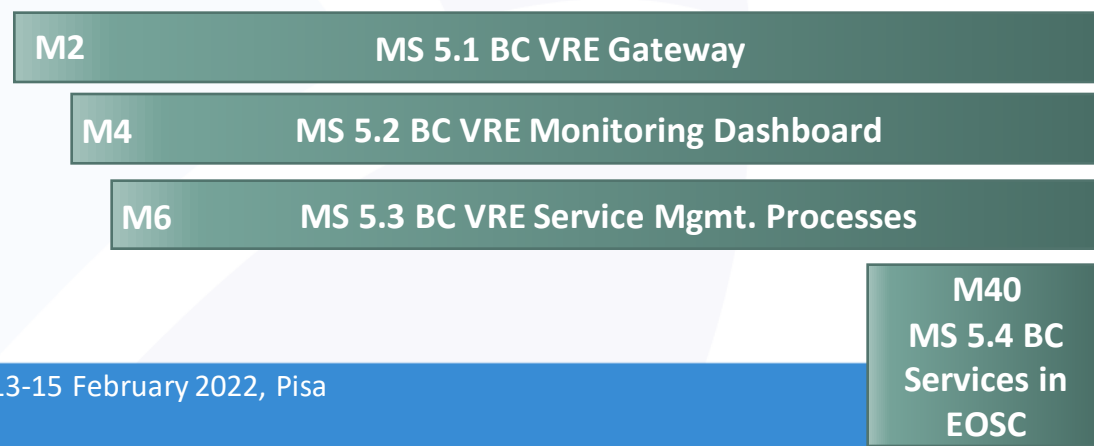 M2 MS 5.1 BC VRE Gateway
M4 MS 5.2 BC VRE Monitoring Dashboard
M6 MS 5.3 BC VRE Service Mgmt. Processes
M40
MS 5.4 BC
Services in
EOSC
3-15 February 2022, Pisa